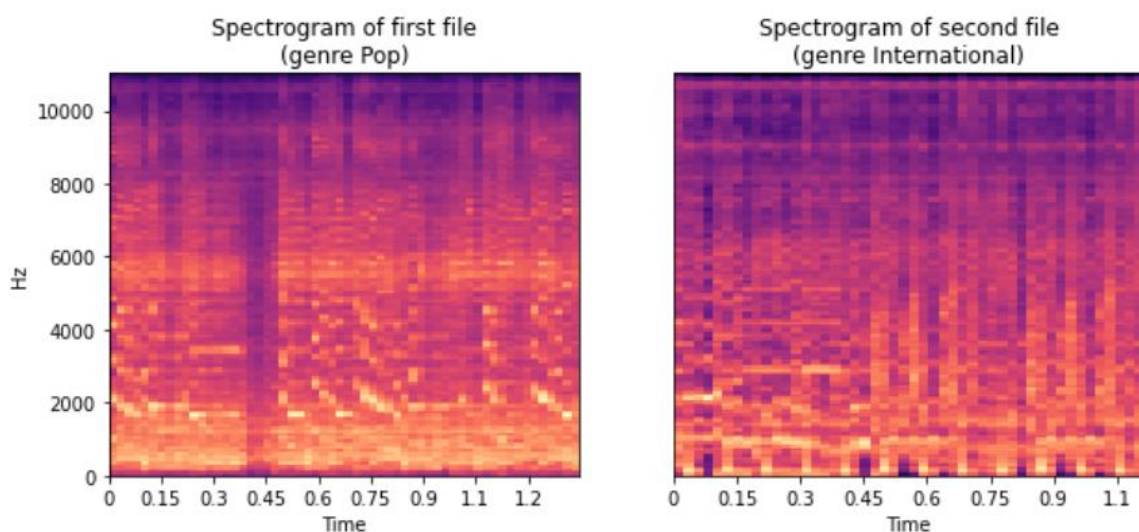 Spectrogram of first file
(genre Pop)
Hz
10000
8000
6000
4000
2000
0
0 0.15 0.3 0.45 0.6 0.75 0.9 1.1 1.2
Time
Spectrogram of second file
(genre International)
0 0.15 0.3 0.45 0.6 0.75 0.9 1.1
Time